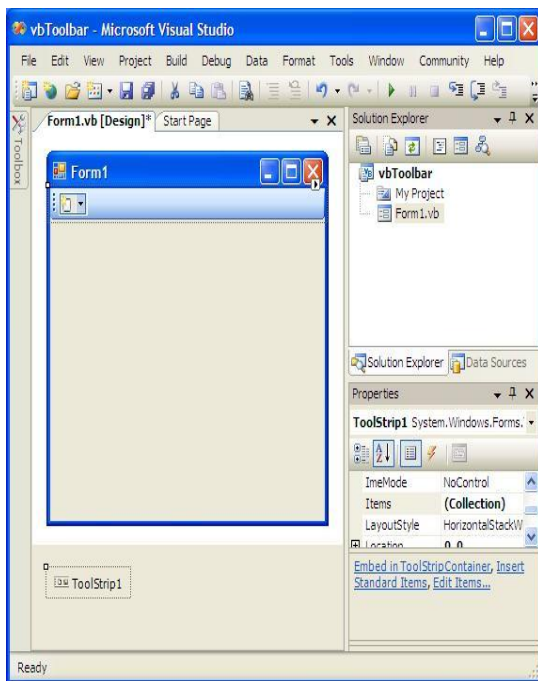 vbToolbar - Microsoft Visual Studio
File Edit View Project Build Debug Data Format Tools Window Community Help
Toolbox
Form1.vb [Design]* Start Page
Form1
ToolStrip1
Solution Explorer
vbToolbar
My Project
Form1.vb
Solution Explorer Data Sources
Properties
ToolStrip1 System.Windows.Forms.
ImeMode NoControl
Items (Collection)
LayoutStyle HorizontalStackW
Location 0, 0
Embed in ToolStripContainer, Insert
Standard Items, Edit Items...
Ready